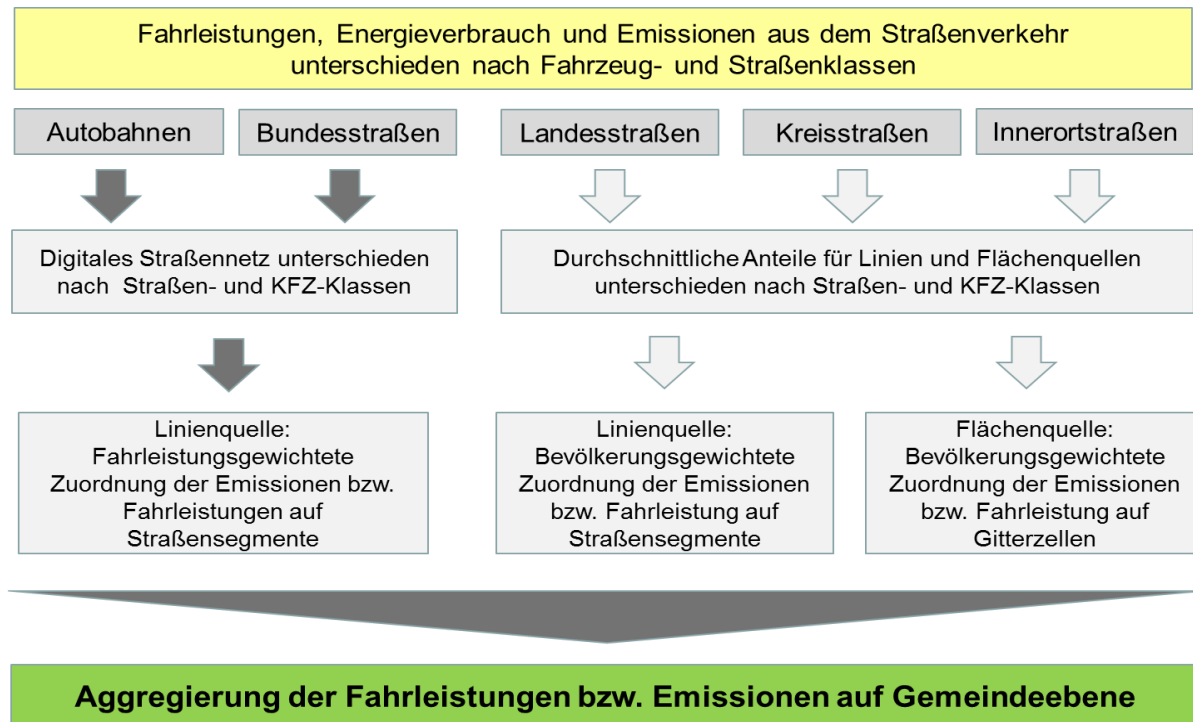 Fahrleistungen, Energieverbrauch und Emissionen aus dem Straßenverkehr
unterschieden nach Fahrzeug- und Straßenklassen
Autobahnen
Bundesstraßen
Landesstraßen
Kreisstraßen
Innerortstraßen
Digitales Straßennetz unterschieden
nach Straßen- und KFZ-Klassen
Durchschnittliche Anteile für Linien und Flächenquellen
unterschieden nach Straßen- und KFZ-Klassen
Linienquelle:
Fahrleistungsgewichtete
Zuordnung der Emissionen bzw.
Fahrleistungen auf
Straßensegmente
Linienquelle:
Bevölkerungsgewichtete
Zuordnung der Emissionen
bzw. Fahrleistung auf
Straßensegmente
Flächenquelle:
Bevölkerungsgewichtete
Zuordnung der Emissionen
bzw. Fahrleistung auf
Gitterzellen
Aggregierung der Fahrleistungen bzw. Emissionen auf Gemeindeebene